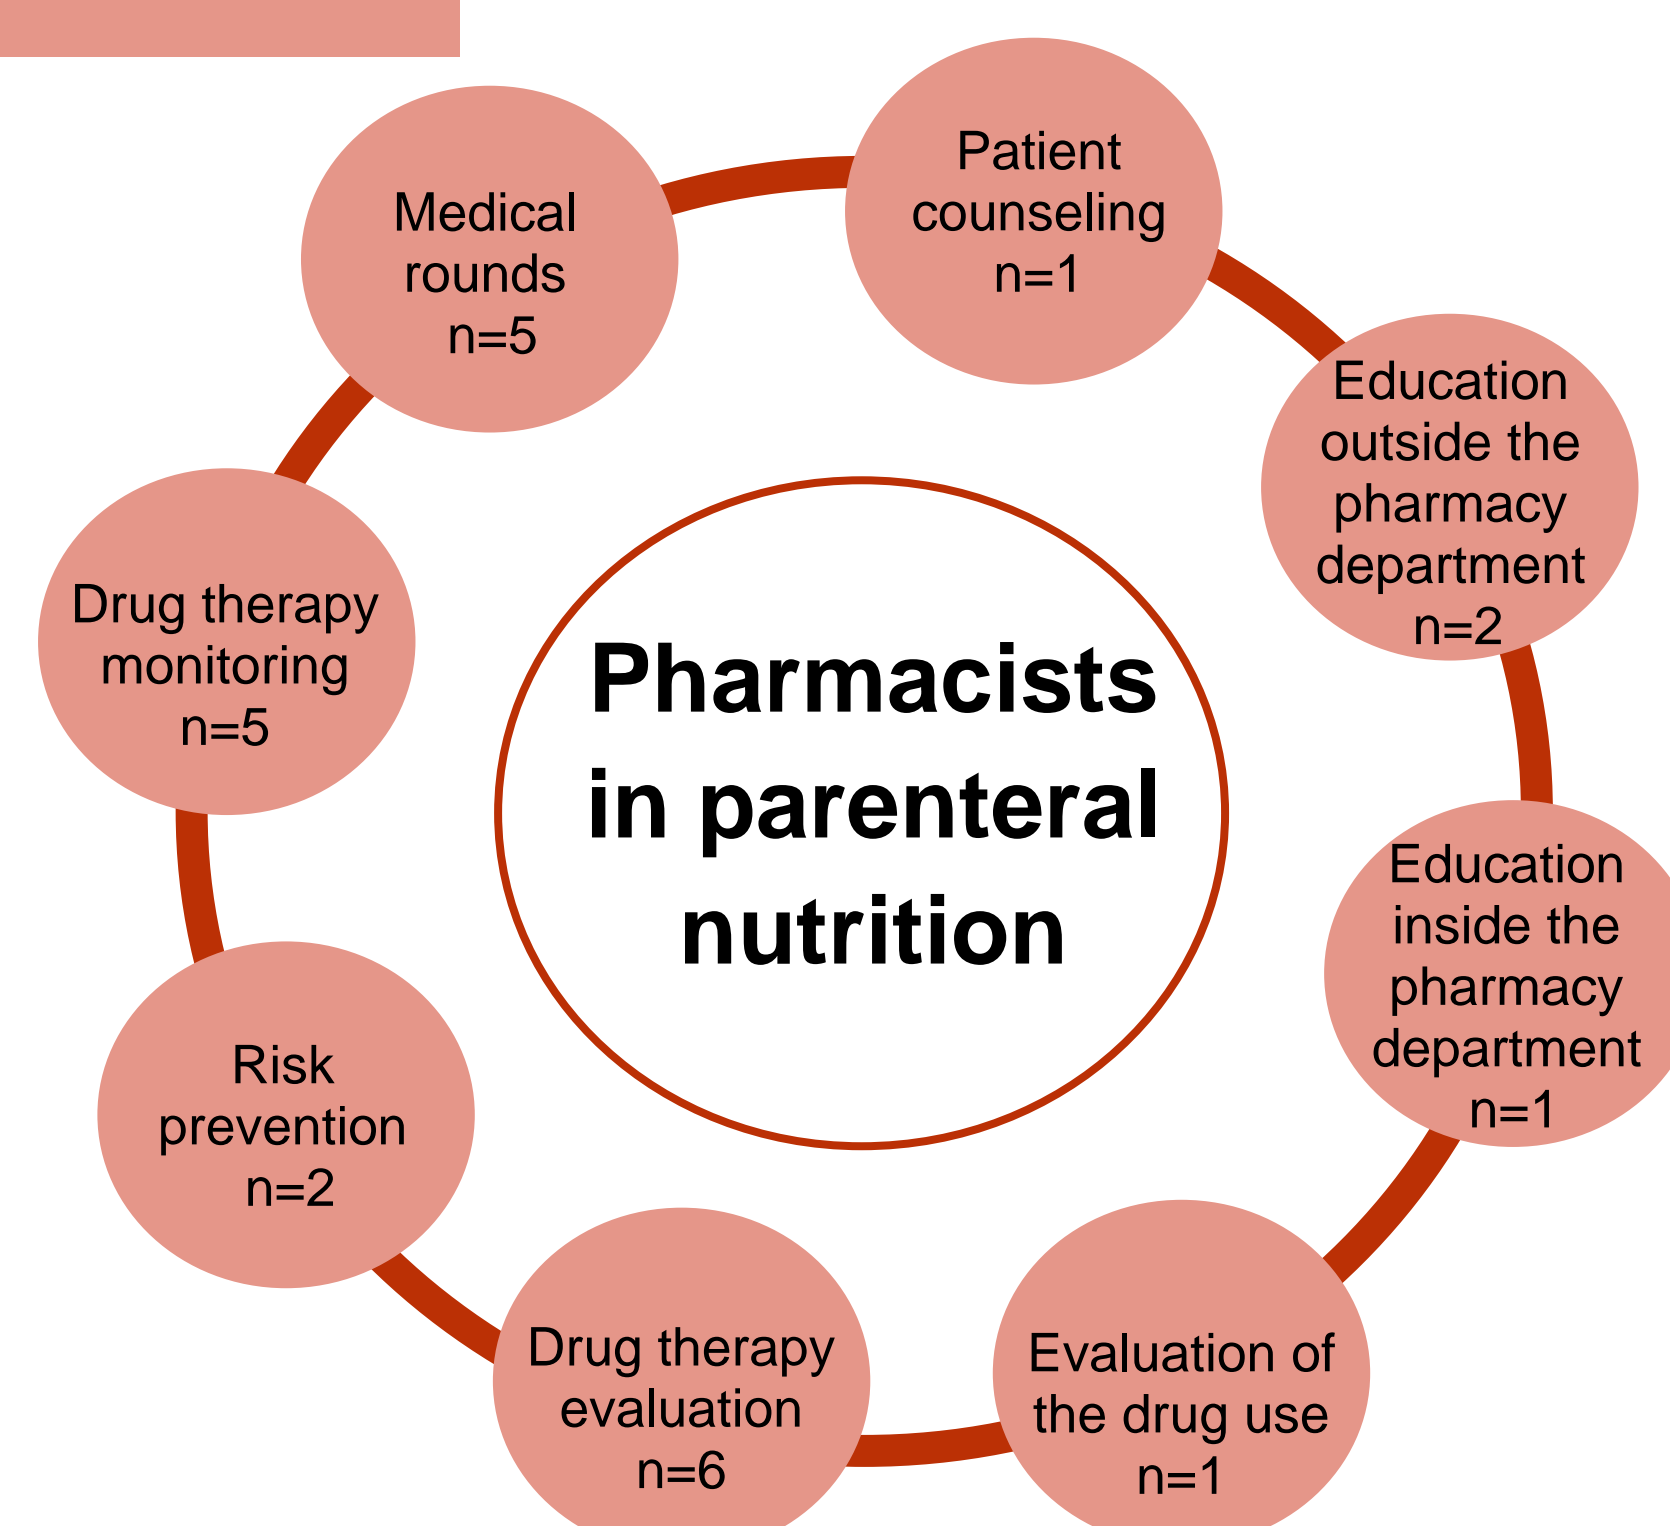 Patient
counseling
n=1
Medical
rounds
n=5
Education
outside the
pharmacy
department
n=2
Drug therapy
monitoring
n=5
Pharmacists
in parenteral
nutrition
Education
inside the
pharmacy
department
n=1
Risk
prevention
n=2
Drug therapy
evaluation
n=6
Evaluation of
the drug use
n=1